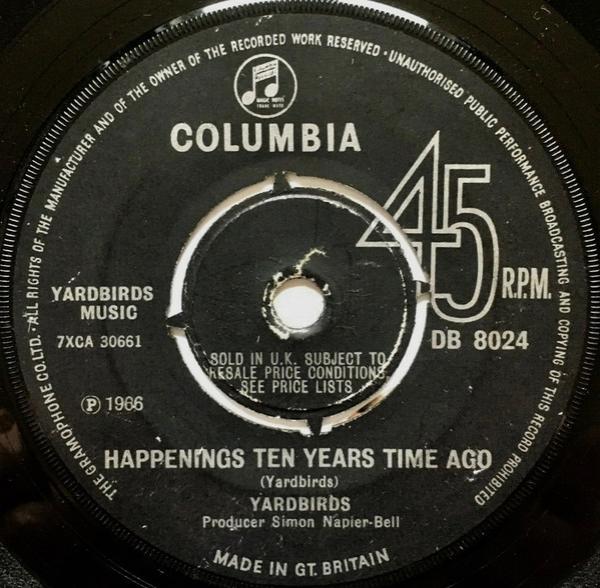 THE GRAMOPHONE CO.LTD. · ALL RIGHTS OF THE MANUFACTURER AND OF THE OWNER OF THE RECORDED WORK RESERVED · UNAUTHORISED PUBLIC PERFORMANCE BROADCASTING AND COPYING OF THIS RECORD PROHIBITED
COLUMBIA
45
R.P.M.
YARDBIRDS
MUSIC
7XCA 30661
DB 8024
SOLD IN U.K. SUBJECT TO
RESALE PRICE CONDITIONS,
SEE PRICE LISTS
Ⓟ 1966
HAPPENINGS TEN YEARS TIME AGO
(Yardbirds)
YARDBIRDS
Producer Simon Napier-Bell
MADE IN GT. BRITAIN